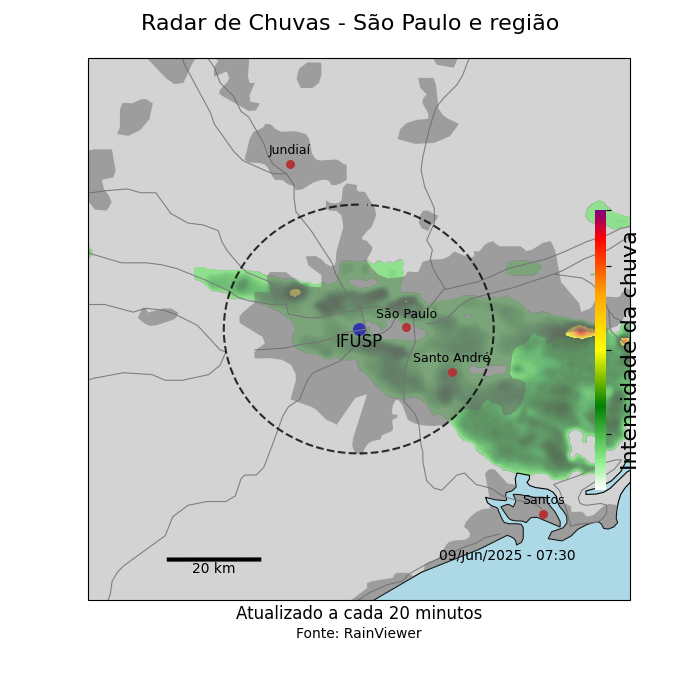 Radar de Chuvas - São Paulo e região
Jundiaí
São Paulo
IFUSP
Santo André
Intensidade da chuva
Santos
09/Jun/2025 - 07:30
20 km
Atualizado a cada 20 minutos
Fonte: RainViewer